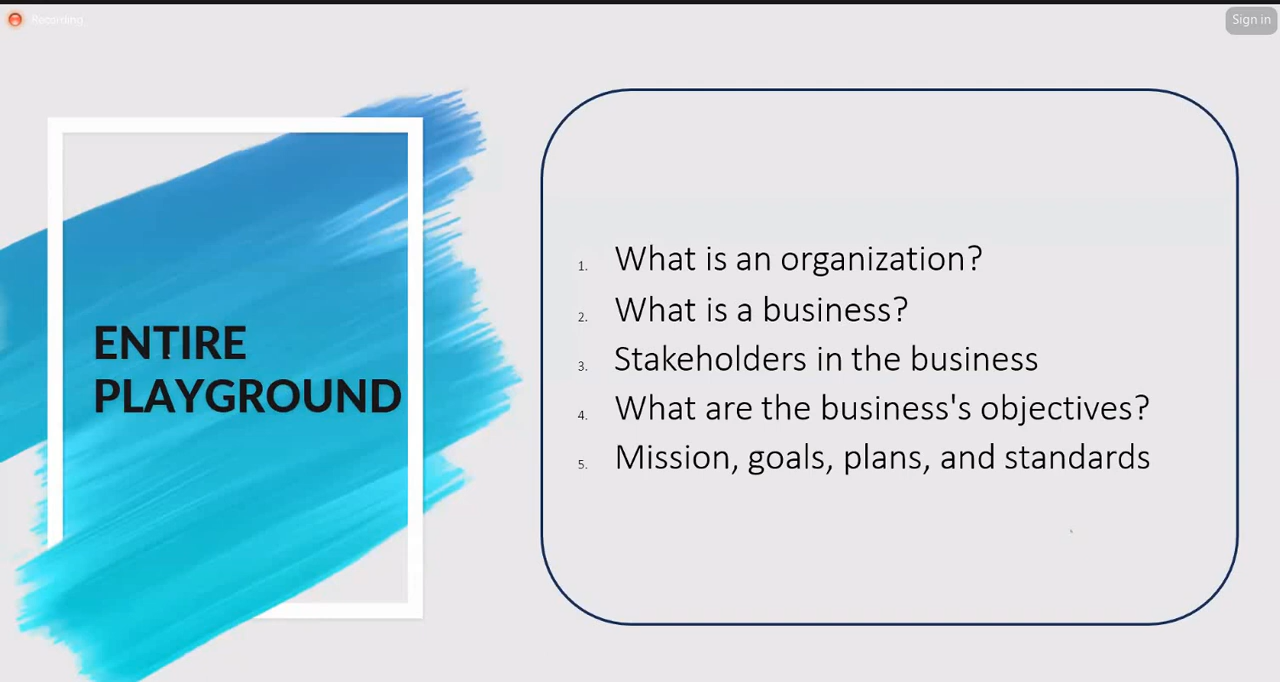 Recording
Sign in
ENTIRE
PLAYGROUND
1. What is an organization?
2. What is a business?
3. Stakeholders in the business
4. What are the business's objectives?
5. Mission, goals, plans, and standards